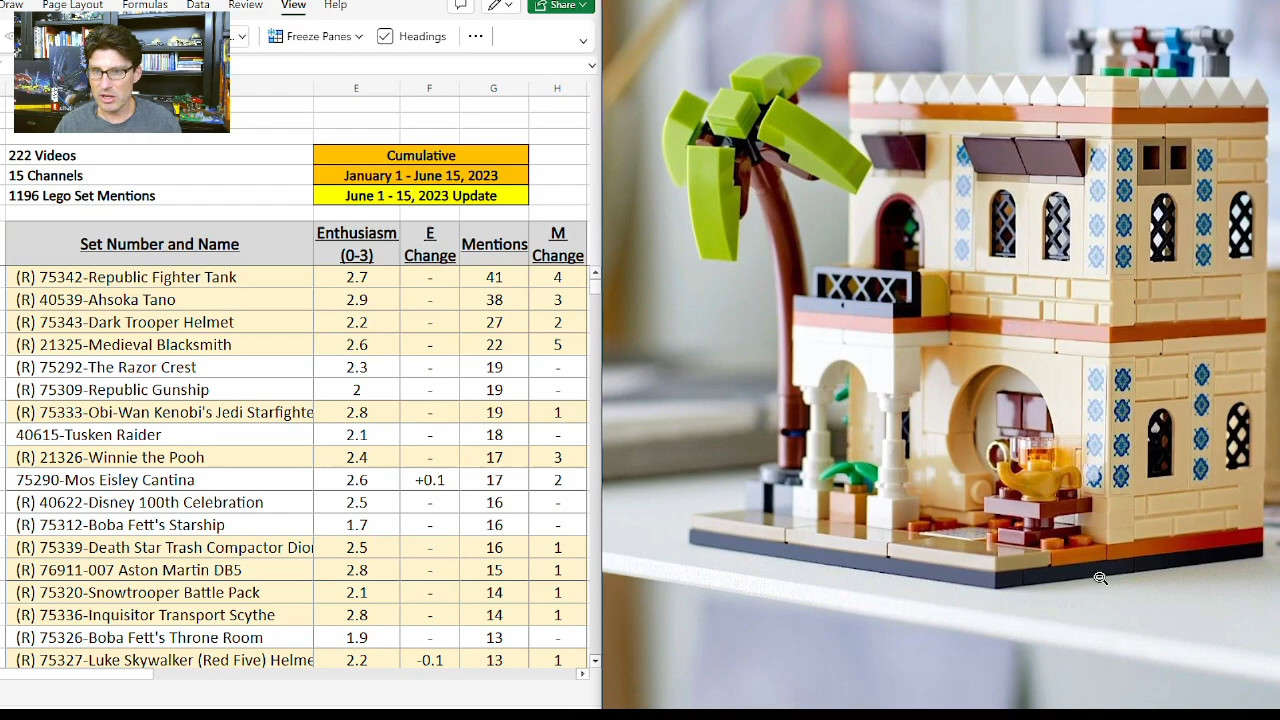 Draw Page Layout Formulas Data Review View Help Share
Freeze Panes Headings
E F G H
222 Videos Cumulative
15 Channels January 1 - June 15, 2023
1196 Lego Set Mentions June 1 - 15, 2023 Update
Set Number and Name Enthusiasm (0-3) E Change Mentions M Change
(R) 75342-Republic Fighter Tank 2.7 - 41 4
(R) 40539-Ahsoka Tano 2.9 - 38 3
(R) 75343-Dark Trooper Helmet 2.2 - 27 2
(R) 21325-Medieval Blacksmith 2.6 - 22 5
(R) 75292-The Razor Crest 2.3 - 19 -
(R) 75309-Republic Gunship 2 - 19 -
(R) 75333-Obi-Wan Kenobi's Jedi Starfighte 2.8 - 19 1
40615-Tusken Raider 2.1 - 18 -
(R) 21326-Winnie the Pooh 2.4 - 17 3
75290-Mos Eisley Cantina 2.6 +0.1 17 2
(R) 40622-Disney 100th Celebration 2.5 - 16 -
(R) 75312-Boba Fett's Starship 1.7 - 16 -
(R) 75339-Death Star Trash Compactor Dior 2.5 - 16 1
(R) 76911-007 Aston Martin DB5 2.8 - 15 1
(R) 75320-Snowtrooper Battle Pack 2.1 - 14 1
(R) 75336-Inquisitor Transport Scythe 2.8 - 14 1
(R) 75326-Boba Fett's Throne Room 1.9 - 13 -
(R) 75327-Luke Skywalker (Red Five) Helme 2.2 -0.1 13 1